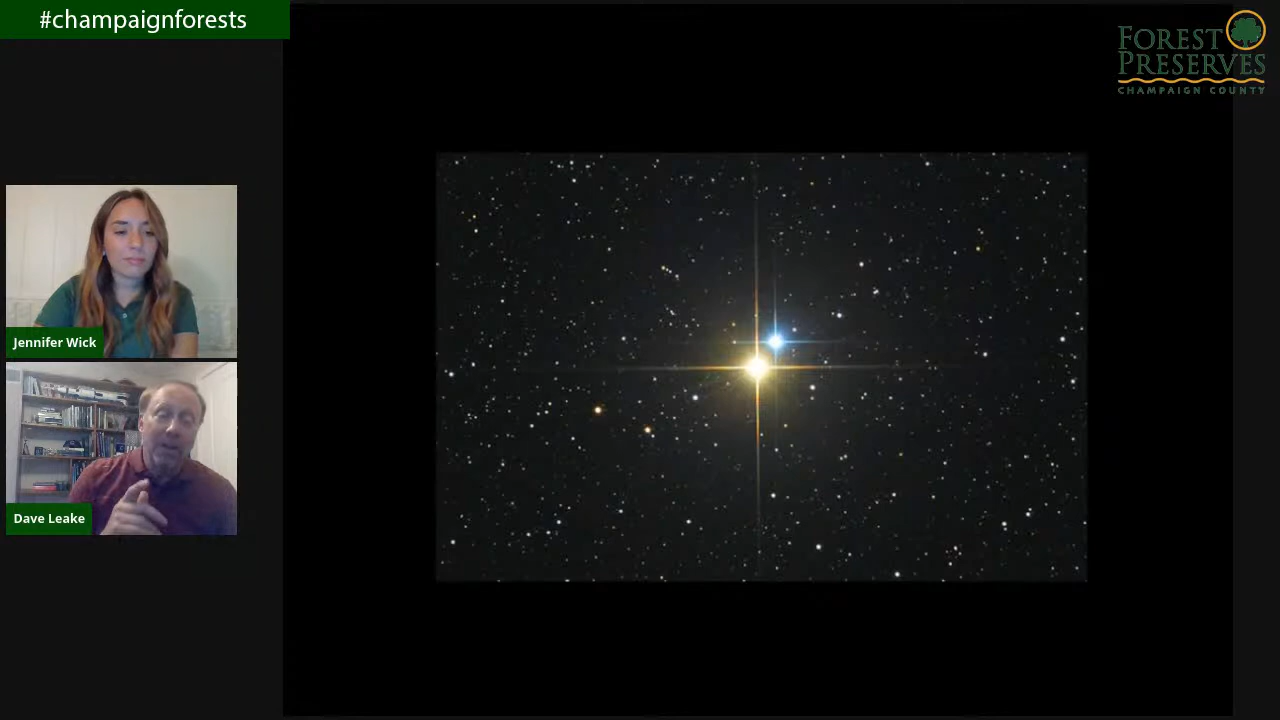 #champaignforests
FOREST
PRESERVES
CHAMPAIGN COUNTY
Jennifer Wick
Dave Leake